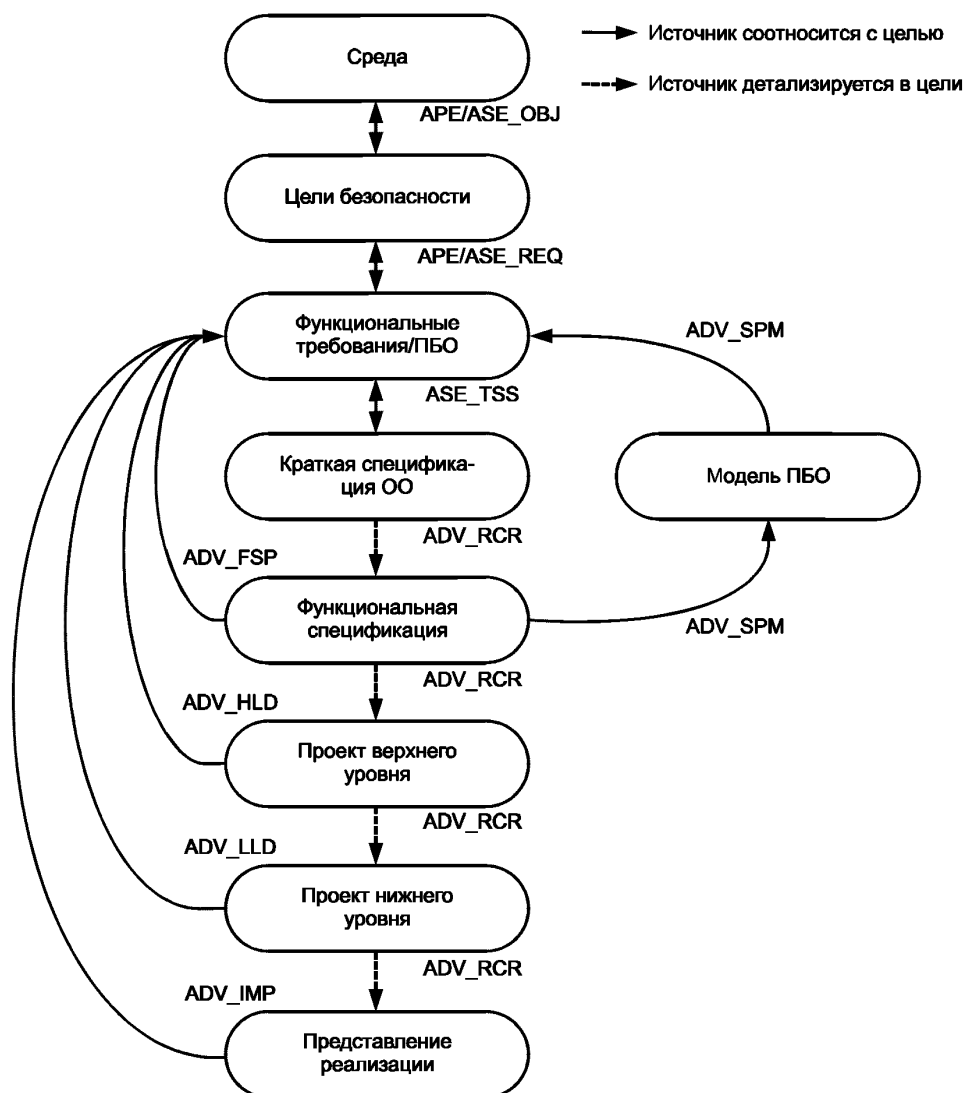 Среда
Источник соотносится с целью
Источник детализируется в цели
APE/ASE_OBJ
Цели безопасности
APE/ASE_REQ
Функциональные
требования/ПБО
ADV_SPM
ASE_TSS
Краткая специфика-
ция ОО
Модель ПБО
ADV_RCR
ADV_FSP
Функциональная
спецификация
ADV_SPM
ADV_RCR
ADV_HLD
Проект верхнего
уровня
ADV_RCR
ADV_LLD
Проект нижнего
уровня
ADV_RCR
ADV_IMP
Представление
реализации